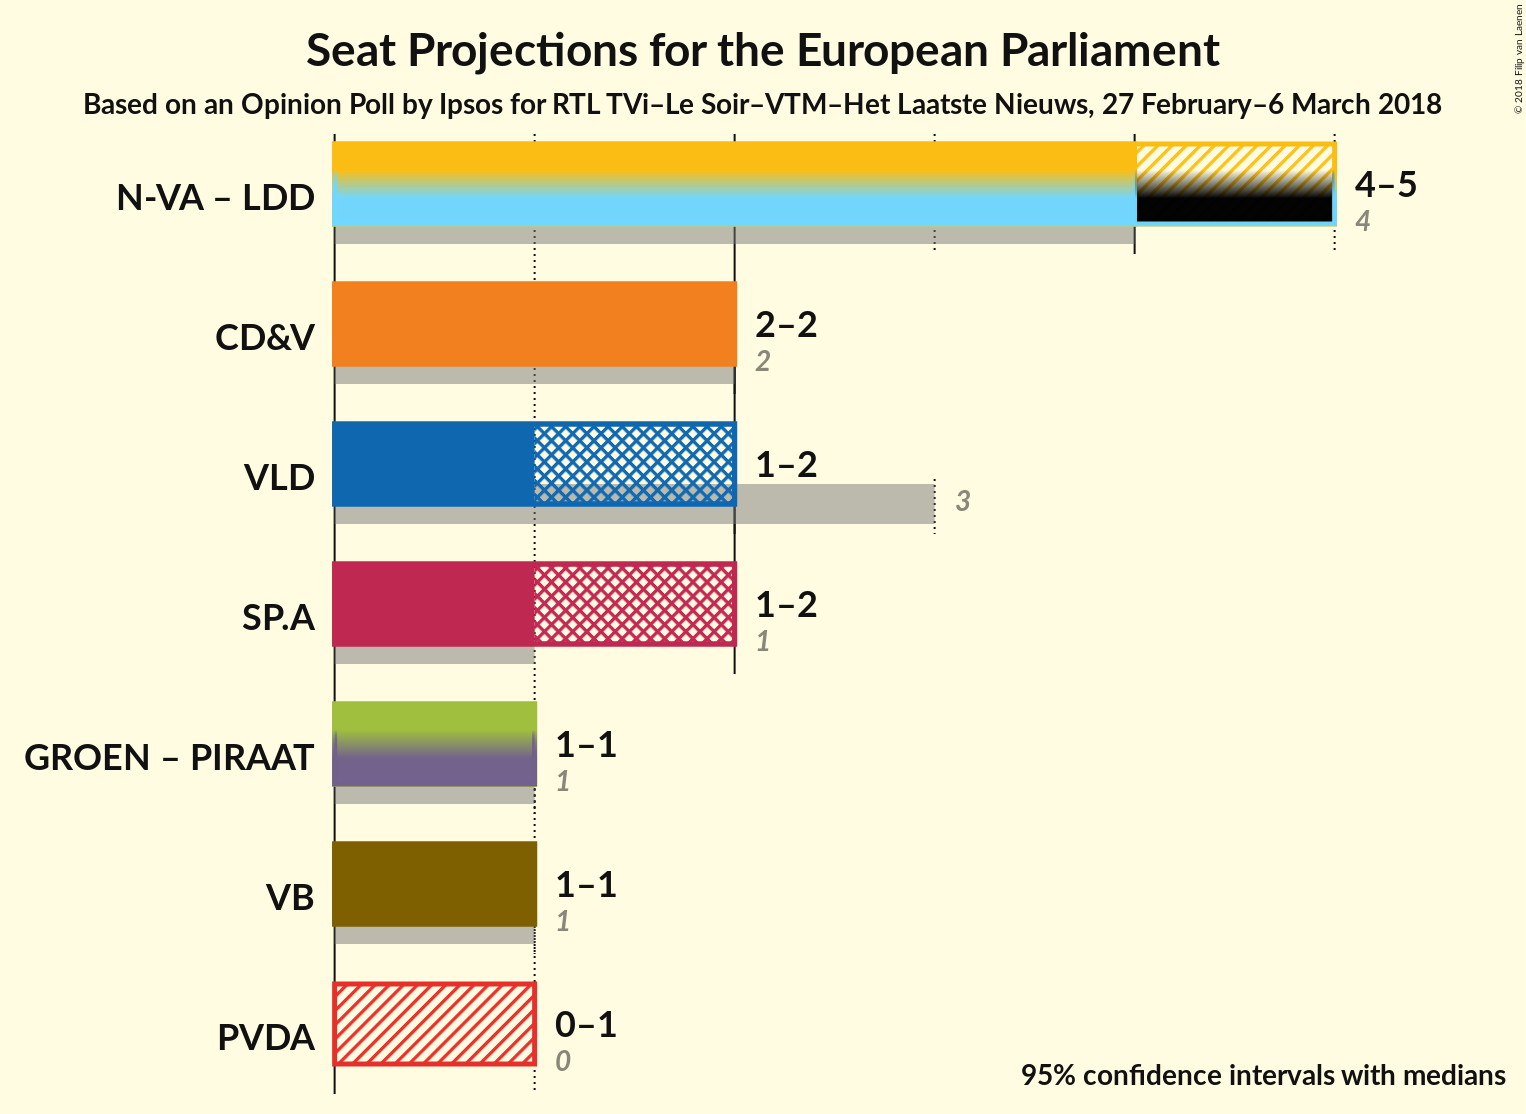 Seat Projections for the European Parliament
Based on an Opinion Poll by Ipsos for RTL TVi–Le Soir–VTM–Het Laatste Nieuws, 27 February–6 March 2018
© 2018 Filip van Laenen
N-VA – LDD
4–5
4
CD&V
2–2
2
VLD
1–2
3
SP.A
1–2
1
GROEN – PIRAAT
1–1
1
VB
1–1
1
PVDA
0–1
0
95% confidence intervals with medians